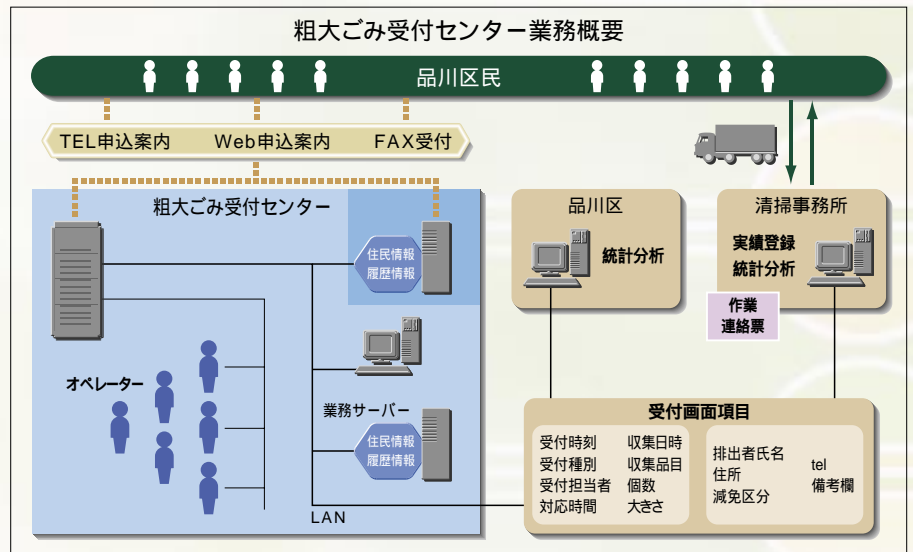 粗大ごみ受付センター業務概要
品川区民
TEL申込案内 Web申込案内 FAX受付
粗大ごみ受付センター
住民情報
履歴情報
オペレーター
業務サーバー
住民情報
履歴情報
LAN
品川区
統計分析
清掃事務所
実績登録
統計分析
作業
連絡票
受付画面項目
受付時刻 収集日時
受付種別 収集品目
受付担当者 個数
対応時間 大きさ
排出者氏名
住所
減免区分
tel
備考欄